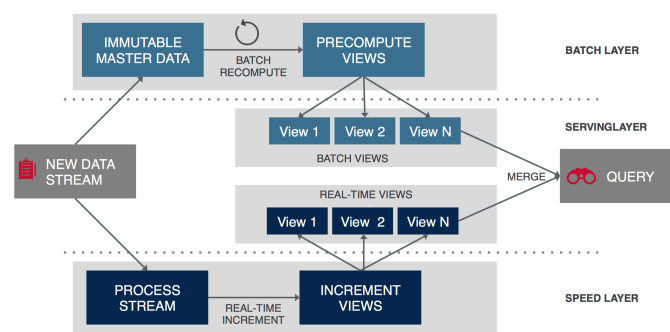 IMMUTABLE
MASTER DATA
BATCH
RECOMPUTE
PRECOMPUTE
VIEWS
BATCH LAYER
View 1
View 2
View N
BATCH VIEWS
SERVINGLAYER
NEW DATA
STREAM
MERGE
QUERY
REAL-TIME VIEWS
View 1
View 2
View N
PROCESS
STREAM
REAL-TIME
INCREMENT
INCREMENT
VIEWS
SPEED LAYER